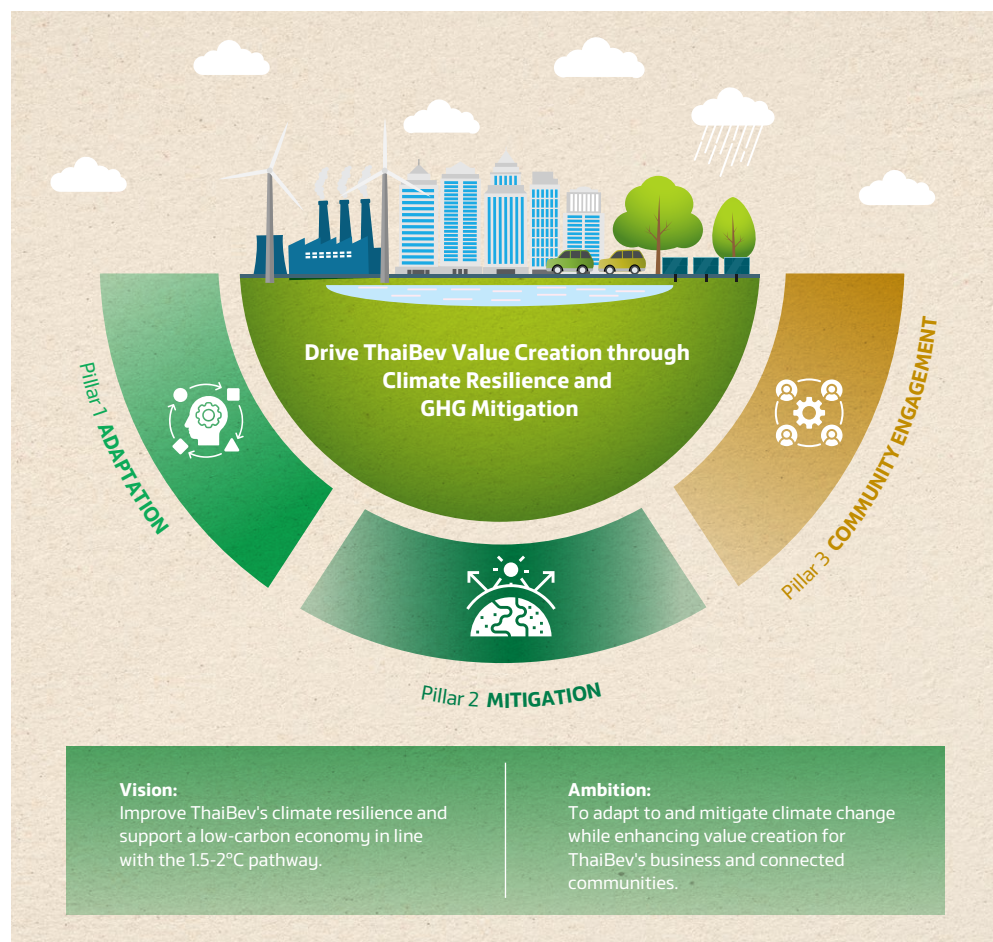 Drive ThaiBev Value Creation through
Climate Resilience and
GHG Mitigation
Pillar 1 ADAPTATION
Pillar 2 MITIGATION
Pillar 3 COMMUNITY ENGAGEMENT
Vision:
Improve ThaiBev's climate resilience and
support a low-carbon economy in line
with the 1.5-2°C pathway.
Ambition:
To adapt to and mitigate climate change
while enhancing value creation for
ThaiBev's business and connected
communities.